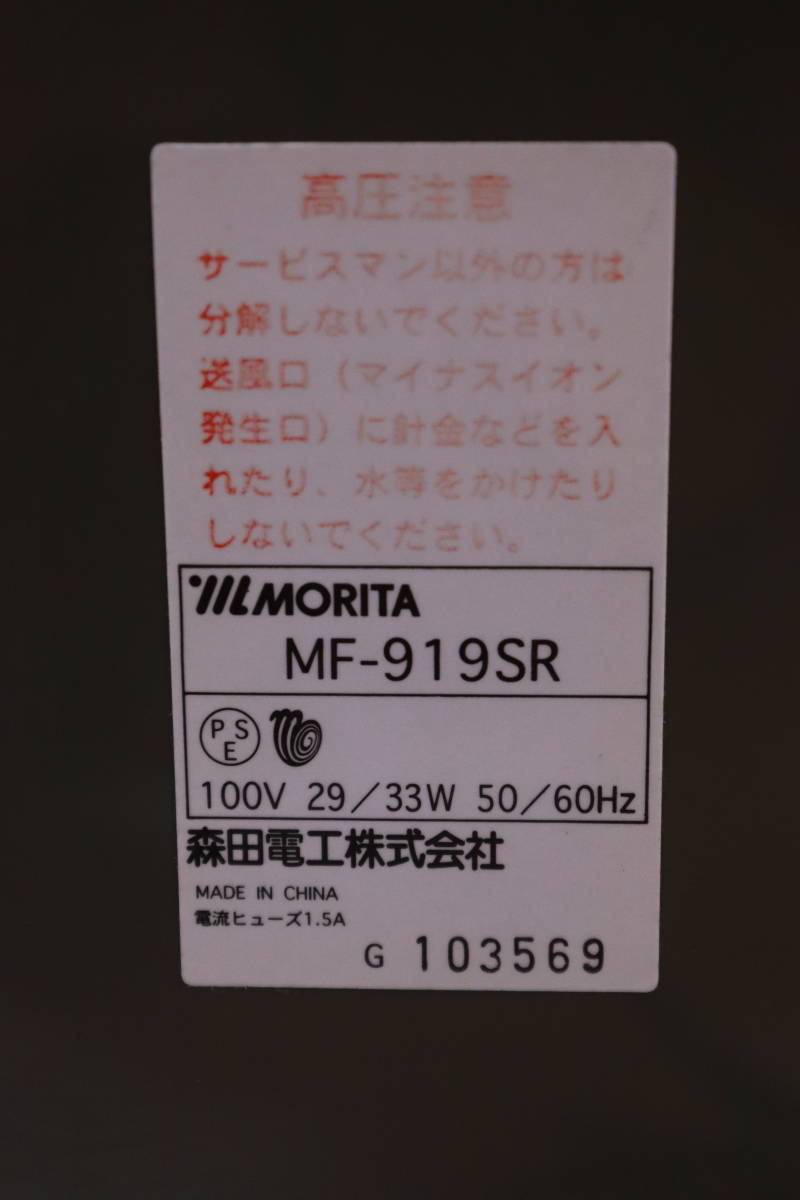 高圧注意
サービスマン以外の方は
分解しないでください。
送風口（マイナスイオン
発生口）に計金などを入
れたり、水等をかけたり
しないでください。
MORITA
MF-919SR
PSE
100V 29/33W 50/60Hz
森田電工株式会社
MADE IN CHINA
電流ヒューズ1.5A
G 103569